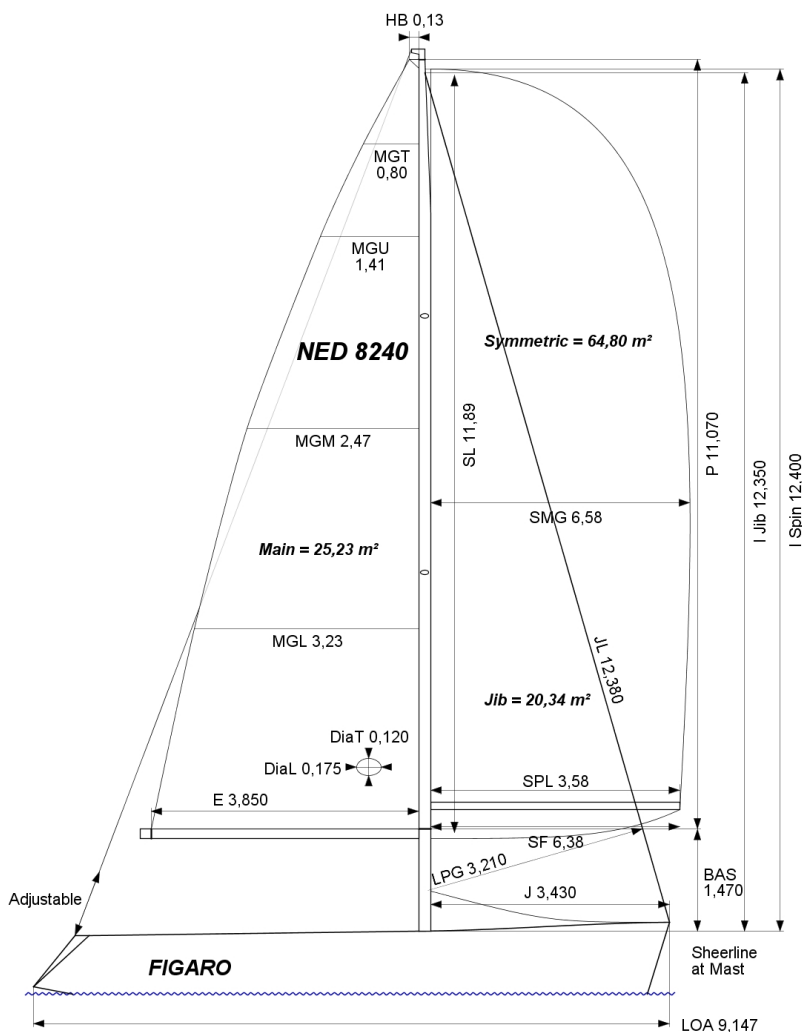 HB 0,13
MGT
0,80
MGU
1,41
NED 8240
Symmetric = 64,80 m²
SL 11,89
P 11,070
I Jib 12,350
I Spin 12,400
MGM 2,47
SMG 6,58
Main = 25,23 m²
MGL 3,23
JL 12,380
Jib = 20,34 m²
DiaT 0,120
DiaL 0,175
SPL 3,58
E 3,850
SF 6,38
LPG 3,210
BAS
1,470
J 3,430
Adjustable
Sheerline
at Mast
FIGARO
LOA 9,147